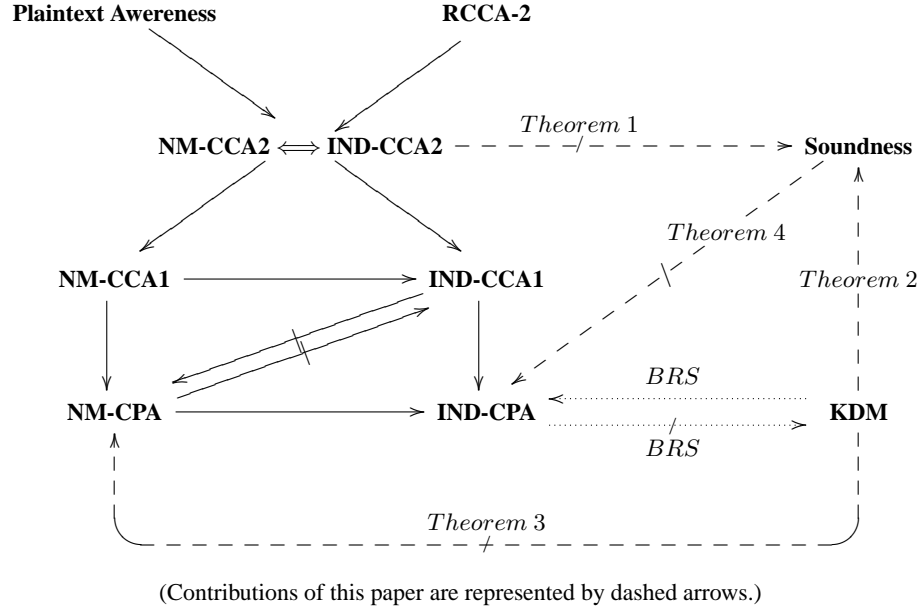 Plaintext Awereness
RCCA-2
NM-CCA2
IND-CCA2
Theorem 1
Soundness
Theorem 4
NM-CCA1
IND-CCA1
Theorem 2
BRS
NM-CPA
IND-CPA
KDM
BRS
Theorem 3
(Contributions of this paper are represented by dashed arrows.)